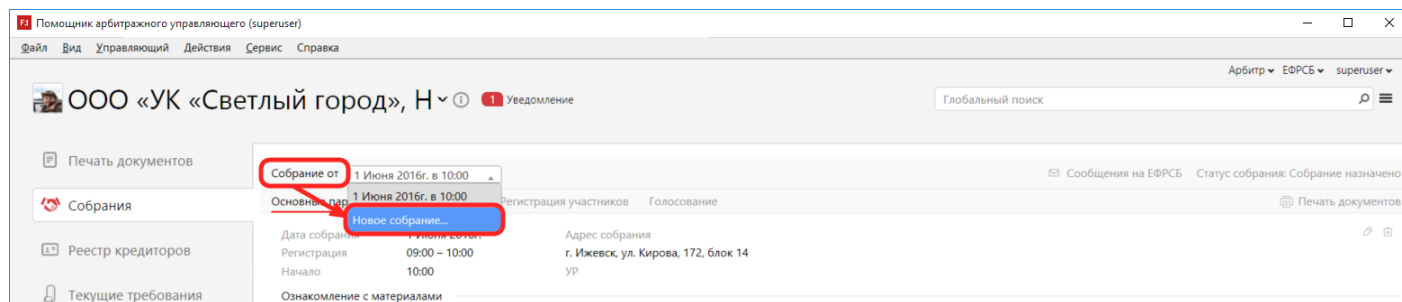 Помощник арбитражного управляющего (superuser)
Файл Вид Управляющий Действия Сервис Справка
Арбитр ЕФРСБ superuser
ООО «УК «Светлый город», Н 1 Уведомление Глобальный поиск
Печать документов
Собрание от 1 Июня 2016г. в 10:00 Сообщения на ЕФРСБ Статус собрания: Собрание назначено
1 Июня 2016г. в 10:00
Собрания Основные пар Регистрация участников Голосование Печать документов
Новое собрание...
Дата собрания 1 Июня 2016г. Адрес собрания
Реестр кредиторов Регистрация 09:00 – 10:00 г. Ижевск, ул. Кирова, 172, блок 14
Начало 10:00 УР
Текущие требования Ознакомление с материалами